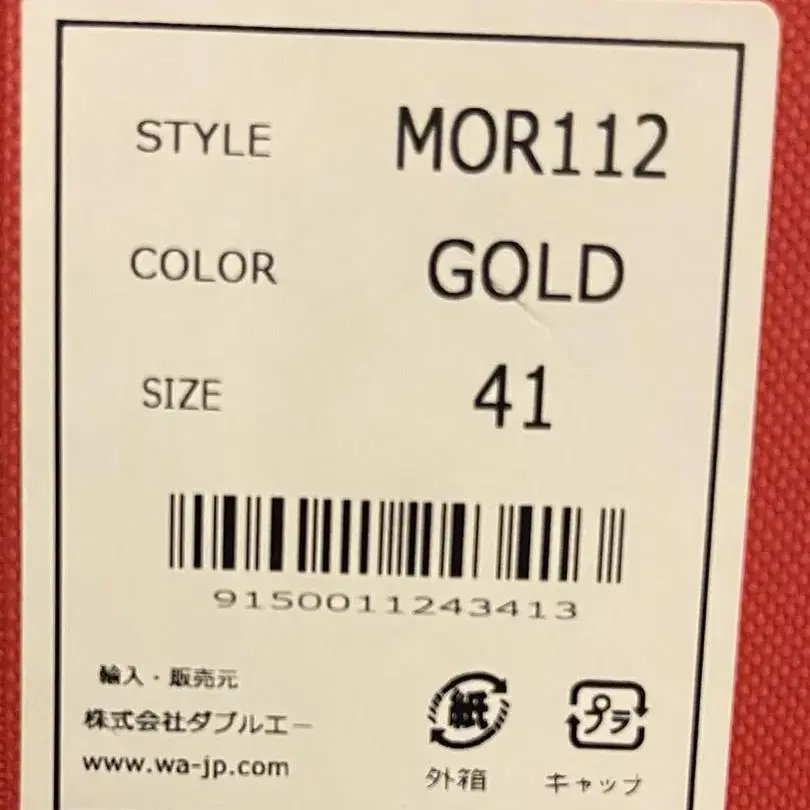 STYLE MOR112
COLOR GOLD
SIZE 41
9150011243413
輸入・販売元
株式会社ダブルエー
www.wa-jp.com
紙
外箱
プラ
キャップ